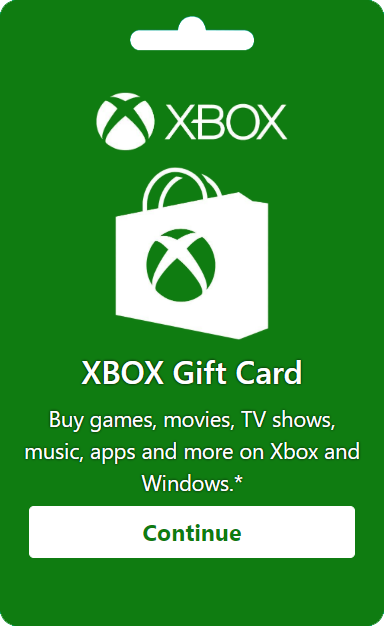 XBOX
XBOX Gift Card
Buy games, movies, TV shows,
music, apps and more on Xbox and
Windows.*
Continue